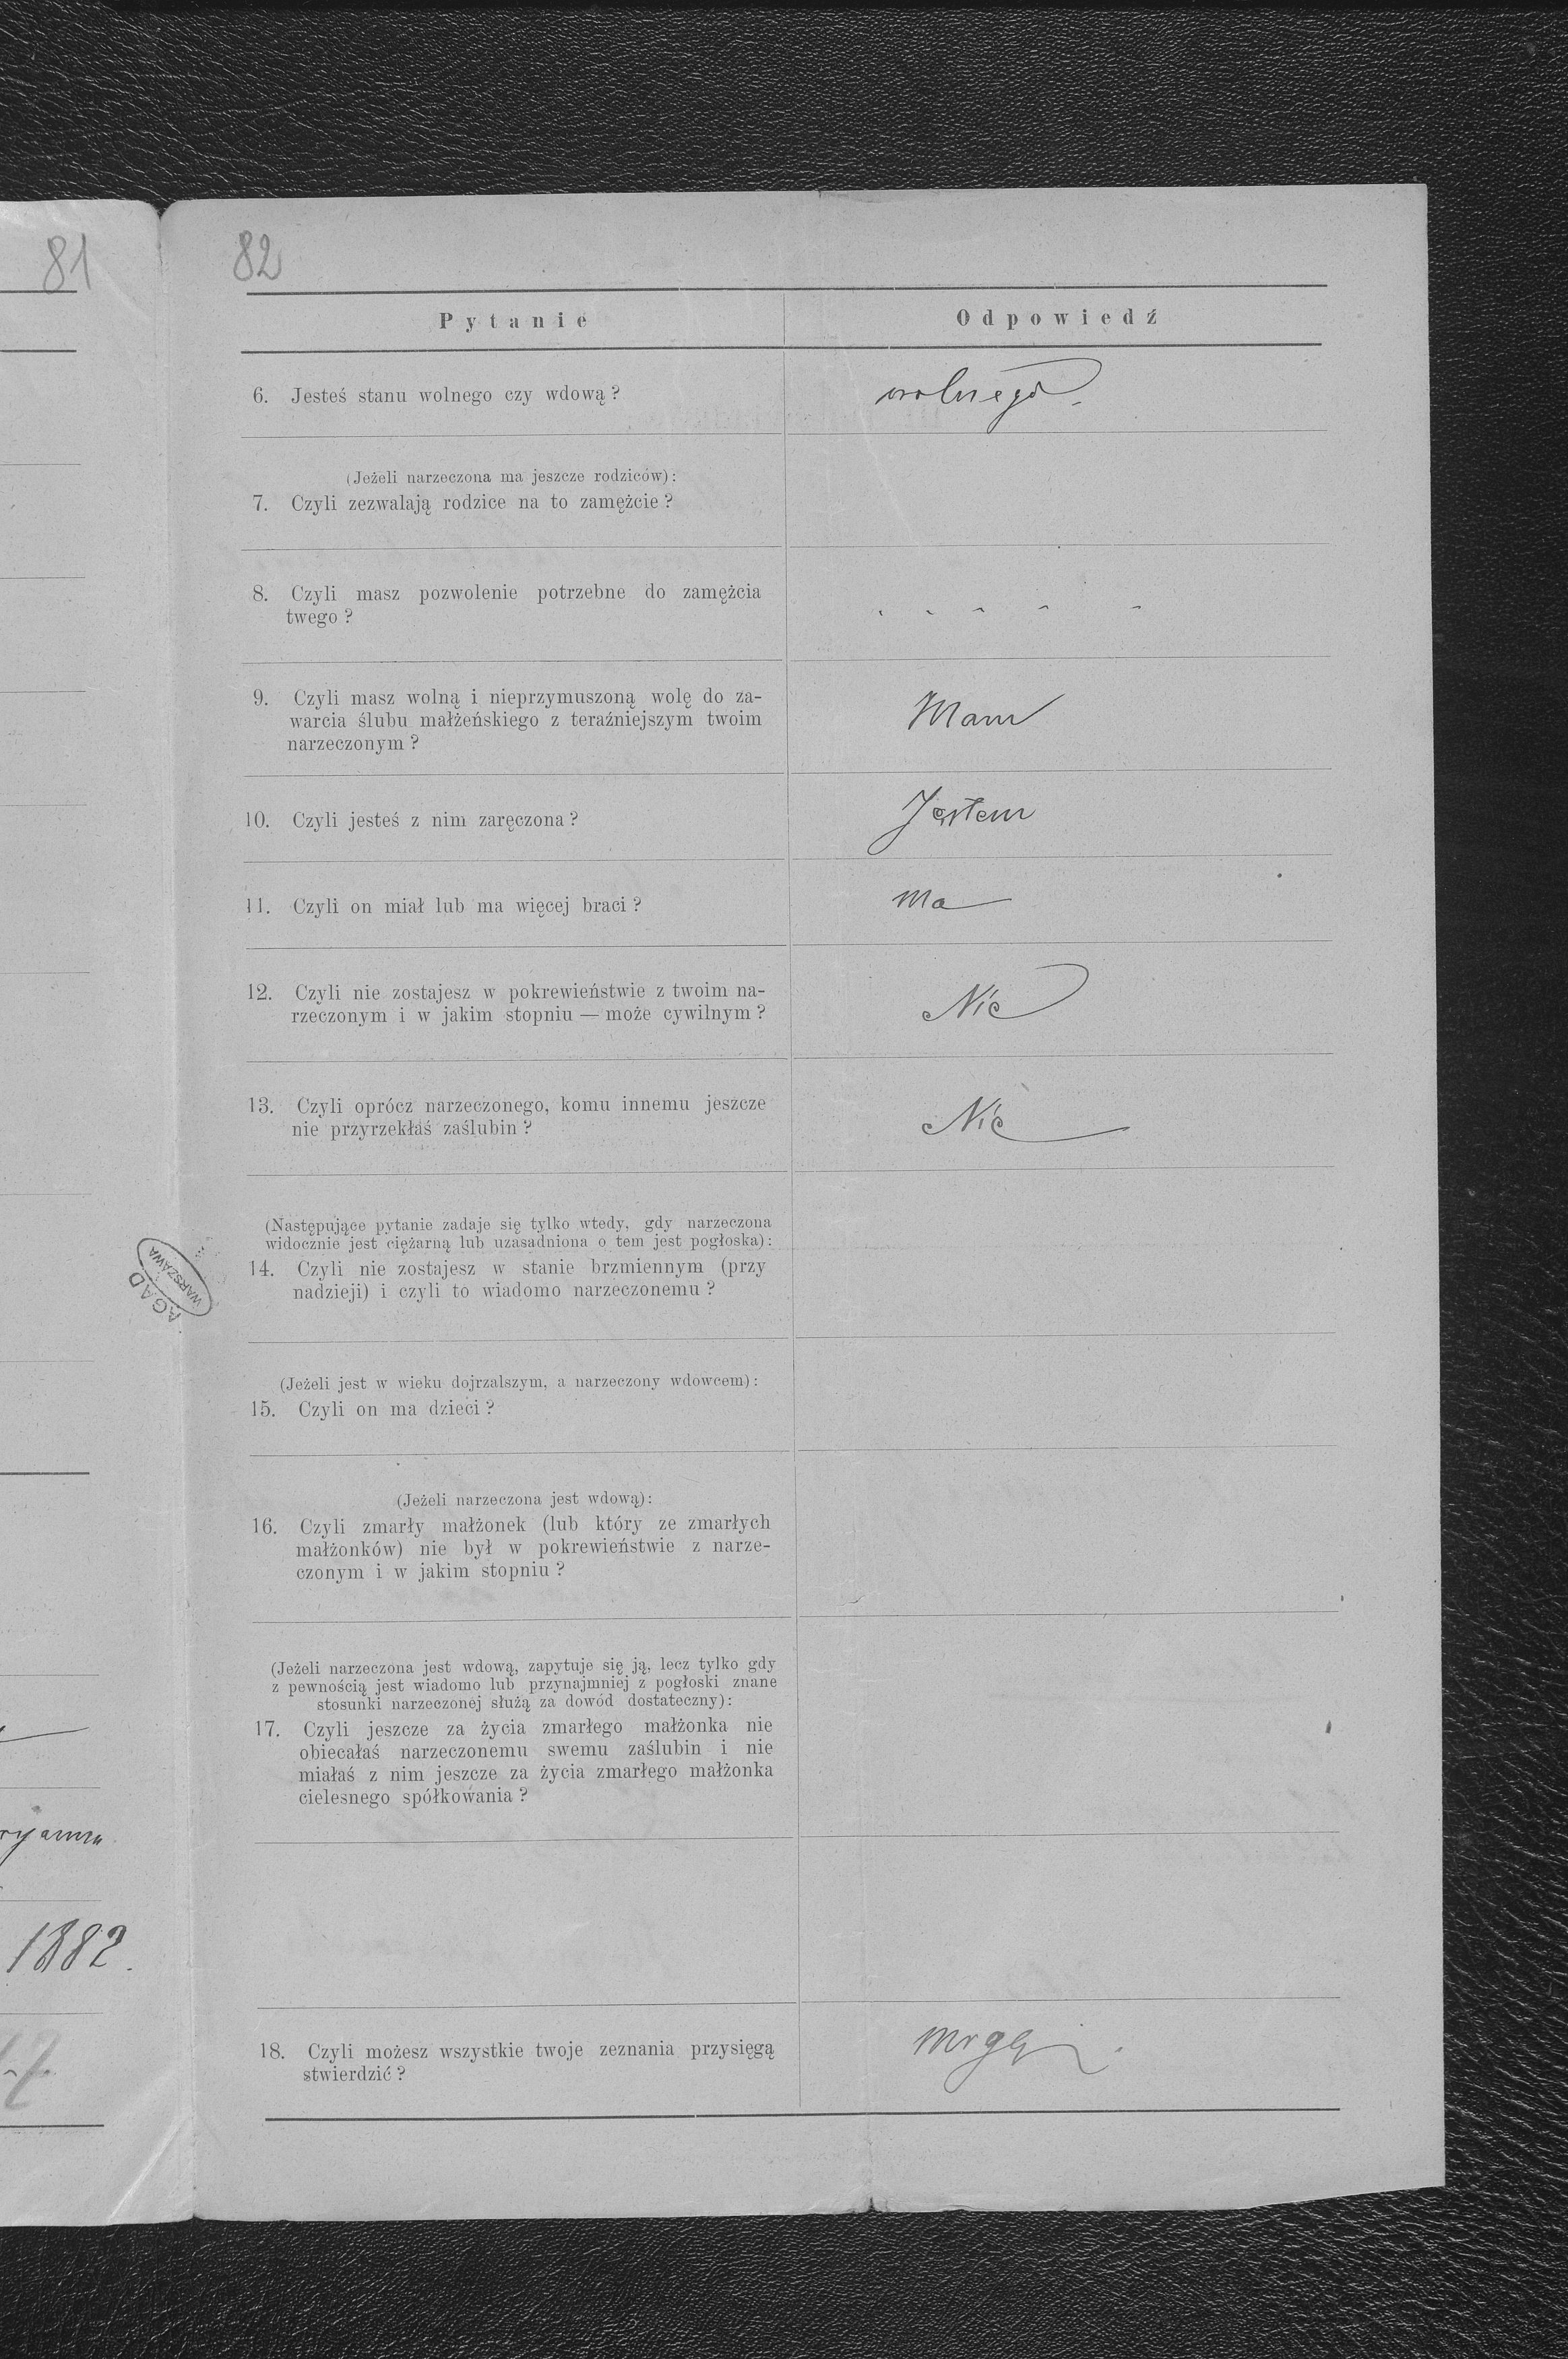 81
82
Pytanie
Odpowiedź
6. Jesteś stanu wolnego czy wdową?
wolnego.
(Jeżeli narzeczona ma jeszcze rodziców):
7. Czyli zezwalają rodzice na to zamężcie?
8. Czyli masz pozwolenie potrzebne do zamężcia
twego?
9. Czyli masz wolną i nieprzymuszoną wolę do za-
warcia ślubu małżeńskiego z teraźniejszym twoim
narzeczonym?
Mam
10. Czyli jesteś z nim zaręczona?
Jestem
11. Czyli on miał lub ma więcej braci?
Ma
12. Czyli nie zostajesz w pokrewieństwie z twoim na-
rzeczonym i w jakim stopniu — może cywilnym?
Nie
13. Czyli oprócz narzeczonego, komu innemu jeszcze
nie przyrzekłaś zaślubin?
Nie
(Następujące pytanie zadaje się tylko wtedy, gdy narzeczona
widocznie jest ciężarną lub uzasadniona o tem jest pogłoska):
14. Czyli nie zostajesz w stanie brzmiennym (przy
nadzieji) i czyli to wiadomo narzeczonemu?
AGAD
WARSZAWA
(Jeżeli jest w wieku dojrzalszym, a narzeczony wdowcem):
15. Czyli on ma dzieci?
(Jeżeli narzeczona jest wdową):
16. Czyli zmarły małżonek (lub który ze zmarłych
małżonków) nie był w pokrewieństwie z narze-
czonym i w jakim stopniu?
(Jeżeli narzeczona jest wdową, zapytuje się ją, lecz tylko gdy
z pewnością jest wiadomo lub przynajmniej z pogłoski znane
stosunki narzeczonej służą za dowód dostateczny):
17. Czyli jeszcze za życia zmarłego małżonka nie
obiecałaś narzeczonemu swemu zaślubin i nie
miałaś z nim jeszcze za życia zmarłego małżonka
cielesnego spółkowania?
1882.
18. Czyli możesz wszystkie twoje zeznania przysięgą
stwierdzić?
Mogę